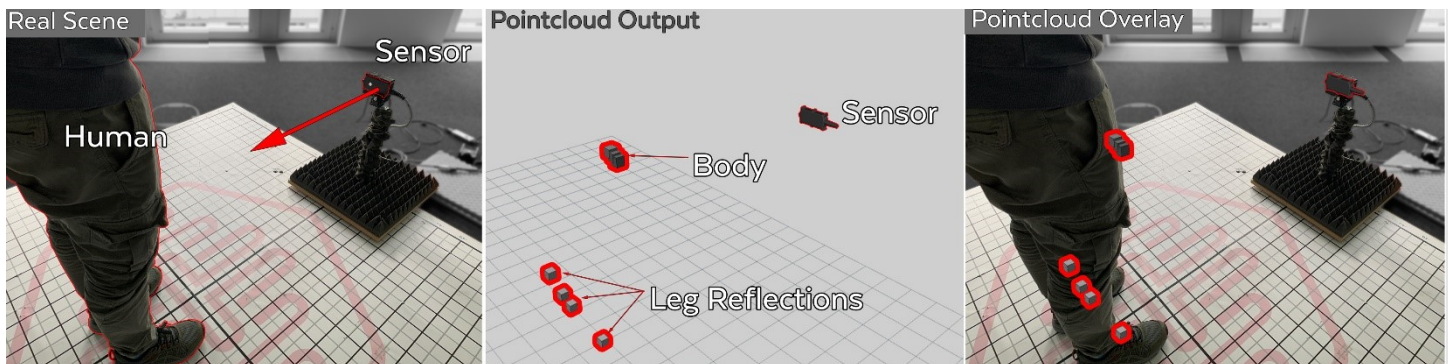 Real Scene
Sensor
Human
Pointcloud Output
Sensor
Body
Leg Reflections
Pointcloud Overlay